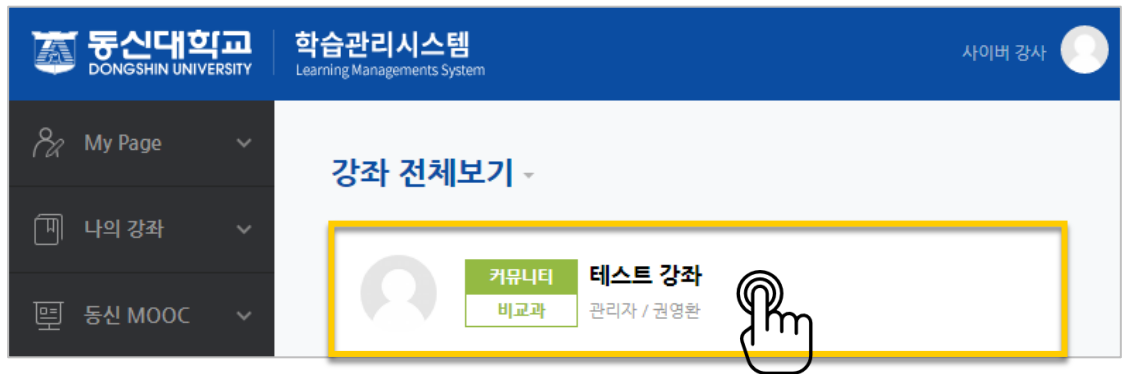 동신대학교
DONGSHIN UNIVERSITY
학습관리시스템
Learning Managements System
사이버 강사
My Page
나의 강좌
동신 MOOC
강좌 전체보기
커뮤니티
테스트 강좌
비교과
관리자 / 권영환